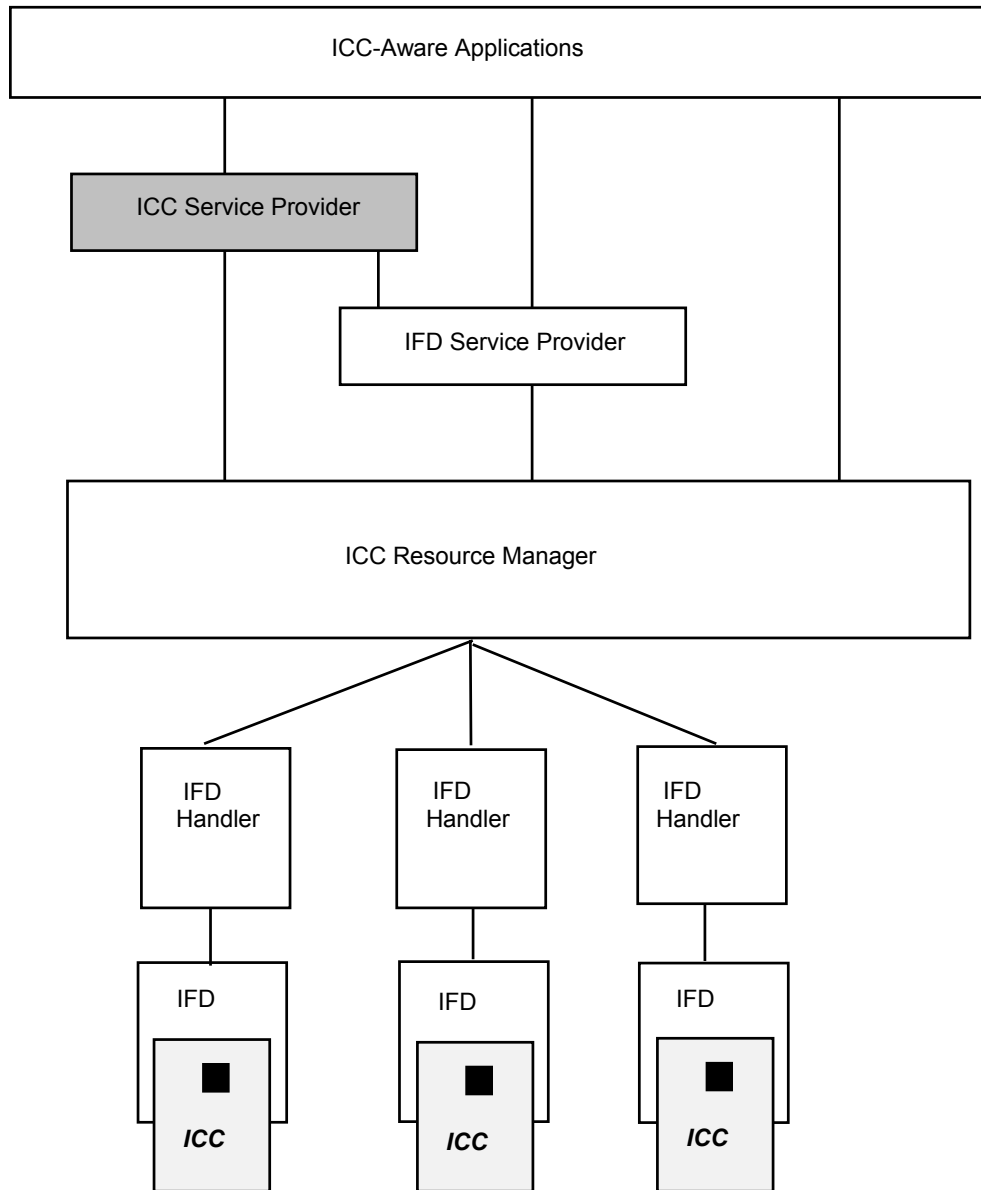 ICC-Aware Applications
ICC Service Provider
IFD Service Provider
ICC Resource Manager
IFD
Handler
IFD
Handler
IFD
Handler
IFD
IFD
IFD
ICC
ICC
ICC